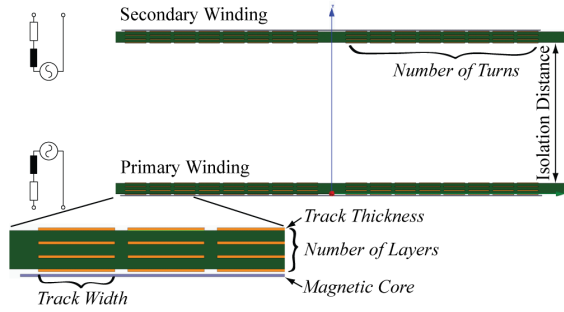 Secondary Winding
Number of Turns
Isolation Distance
Primary Winding
Track Thickness
Number of Layers
Track Width
Magnetic Core